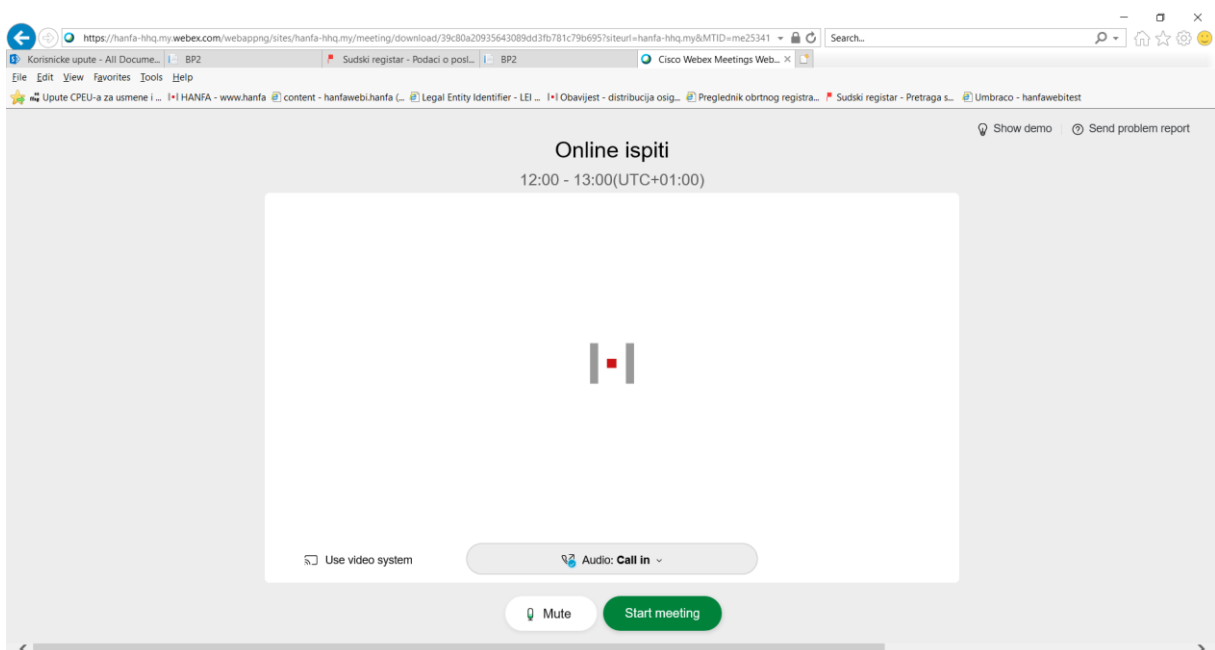 https://hanfa-hhq.my.webex.com/webappng/sites/hanfa-hhq.my/meeting/download/39c80a20935643089dd3fb781c79b695?siteurl=hanfa-hhq.my&MTID=me25341 Search...
Korisnicke upute - All Docume... BP2 Sudski registar - Podaci o posl... BP2 Cisco Webex Meetings Web...
File Edit View Favorites Tools Help
Upute CPEU-a za usmene i ... HANFA - www.hanfa content - hanfawebi.hanfa (... Legal Entity Identifier - LEI ... Obavijest - distribucija osig... Preglednik obrtnog registra... Sudski registar - Pretraga s... Umbraco - hanfawebitest
Show demo Send problem report
Online ispiti
12:00 - 13:00(UTC+01:00)
Use video system Audio: Call in
Mute Start meeting